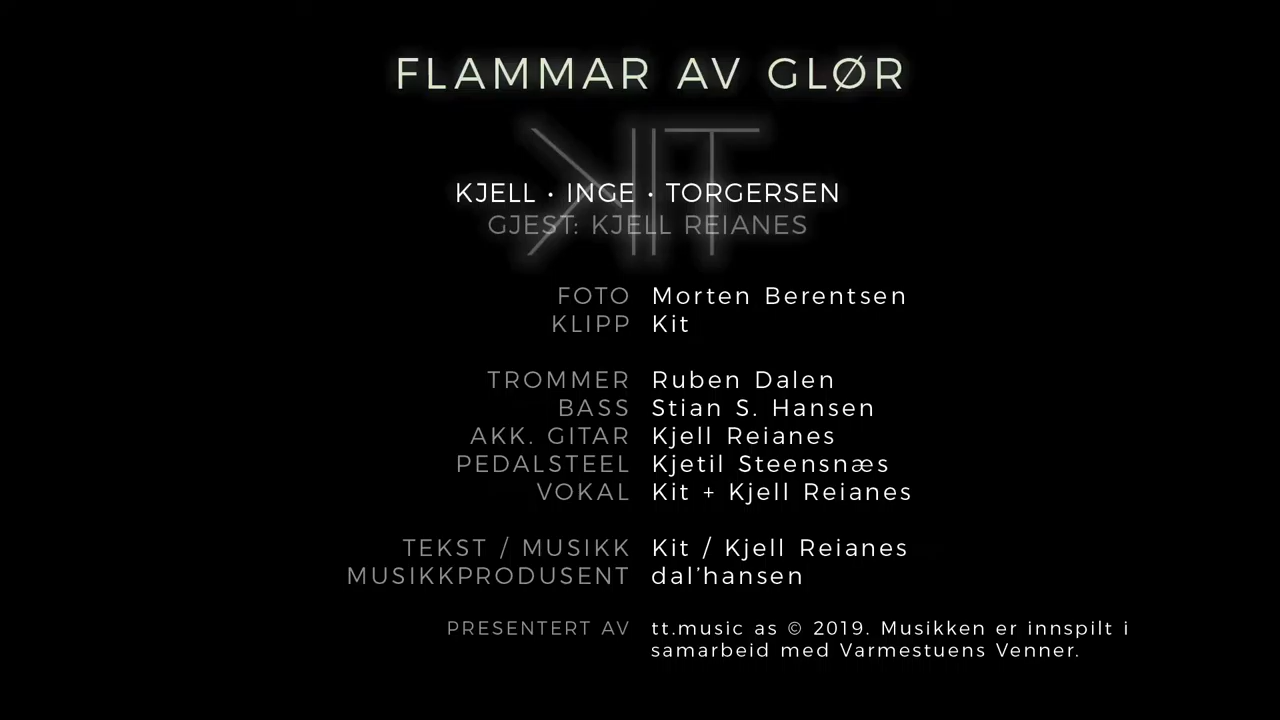 FLAMMAR AV GLØR
KIT
KJELL • INGE • TORGERSEN
GJEST: KJELL REIANES
FOTO Morten Berentsen
KLIPP Kit
TROMMER Ruben Dalen
BASS Stian S. Hansen
AKK. GITAR Kjell Reianes
PEDALSTEEL Kjetil Steensnæs
VOKAL Kit + Kjell Reianes
TEKST / MUSIKK Kit / Kjell Reianes
MUSIKKPRODUSENT dal’hansen
PRESENTERT AV tt.music as © 2019. Musikken er innspilt i
samarbeid med Varmestuens Venner.